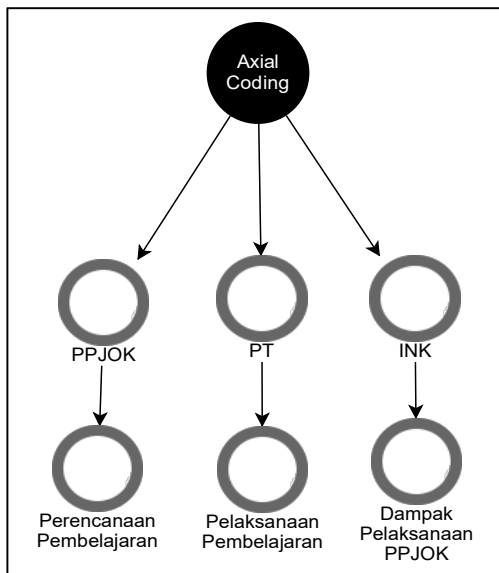 Axial
Coding
PPJOK
PT
INK
Perencanaan
Pembelajaran
Pelaksanaan
Pembelajaran
Dampak
Pelaksanaan
PPJOK